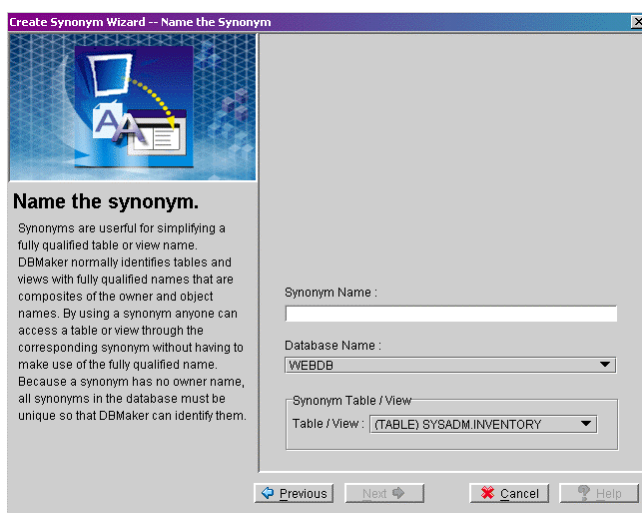 Create Synonym Wizard -- Name the Synonym
AA
Name the synonym.
Synonyms are userful for simplifying a
fully qualified table or view name.
DBMaker normally identifies tables and
views with fully qualified names that are
composites of the owner and object
names. By using a synonym anyone can
access a table or view through the
corresponding synonym without having to
make use of the fully qualified name.
Because a synonym has no owner name,
all synonyms in the database must be
unique so that DBMaker can identify them.
Synonym Name :
Database Name :
WEBDB
Synonym Table / View
Table / View : (TABLE) SYSADM.INVENTORY
Previous Next Cancel Help